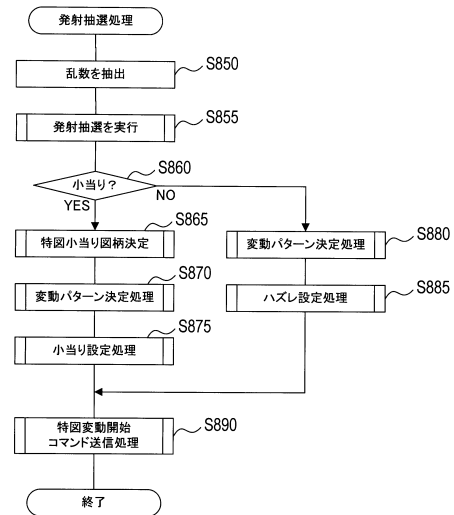 発射抽選処理
乱数を抽出
S850
発射抽選を実行
S855
小当り?
S860
YES
NO
特図小当り図柄決定
S865
変動パターン決定処理
S870
小当り設定処理
S875
変動パターン決定処理
S880
ハズレ設定処理
S885
特図変動開始
コマンド送信処理
S890
終了